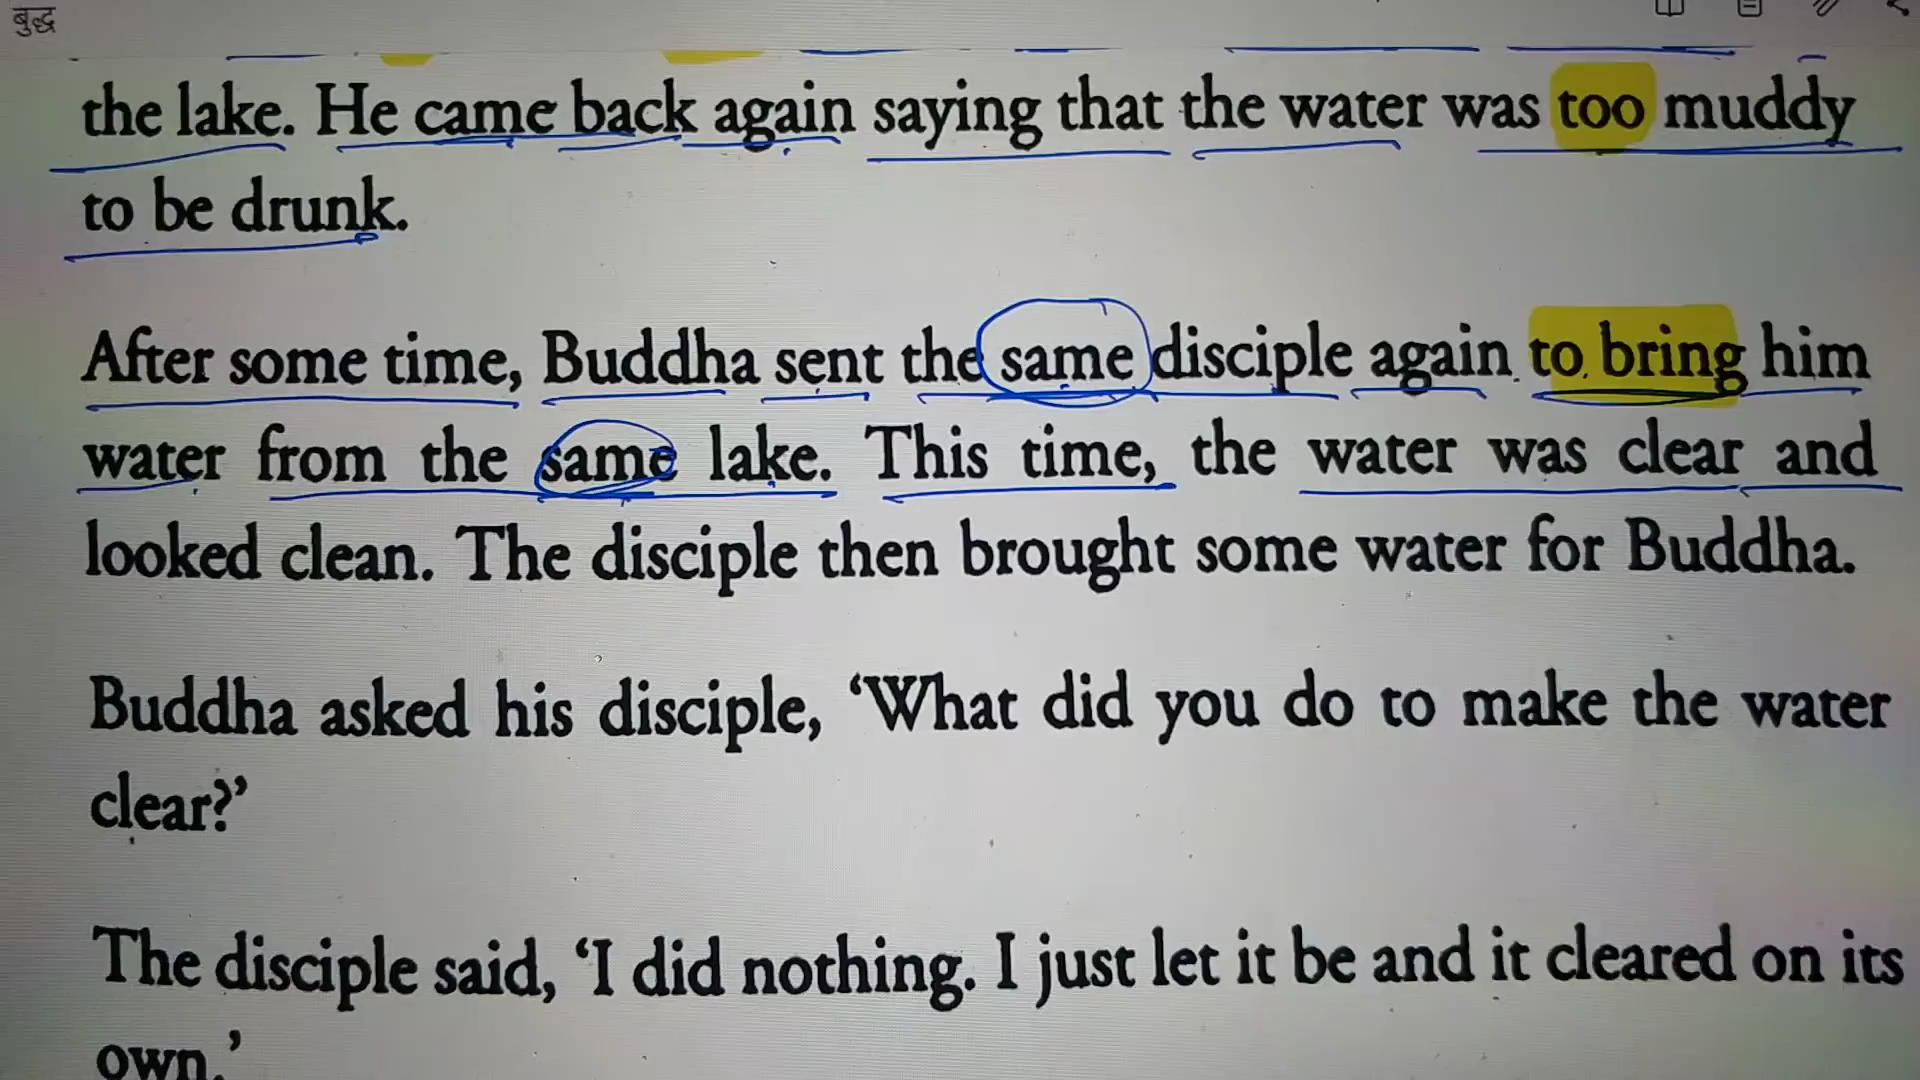 बुद्ध
the lake. He came back again saying that the water was too muddy
to be drunk.
After some time, Buddha sent the same disciple again to bring him
water from the same lake. This time, the water was clear and
looked clean. The disciple then brought some water for Buddha.
Buddha asked his disciple, ‘What did you do to make the water
clear?’
The disciple said, ‘I did nothing. I just let it be and it cleared on its
own.’